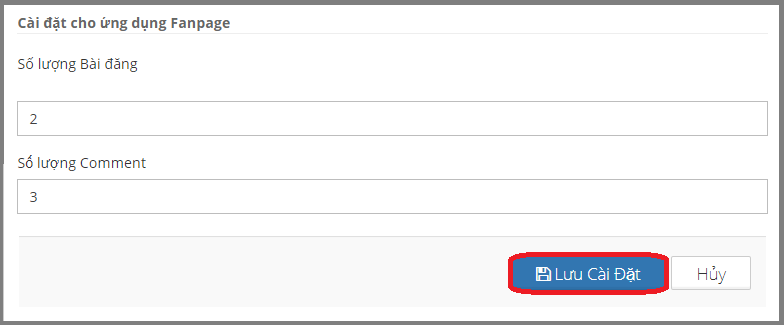 Cài đặt cho ứng dụng Fanpage
Số lượng Bài đăng
2
Số lượng Comment
3
Lưu Cài Đặt Hủy